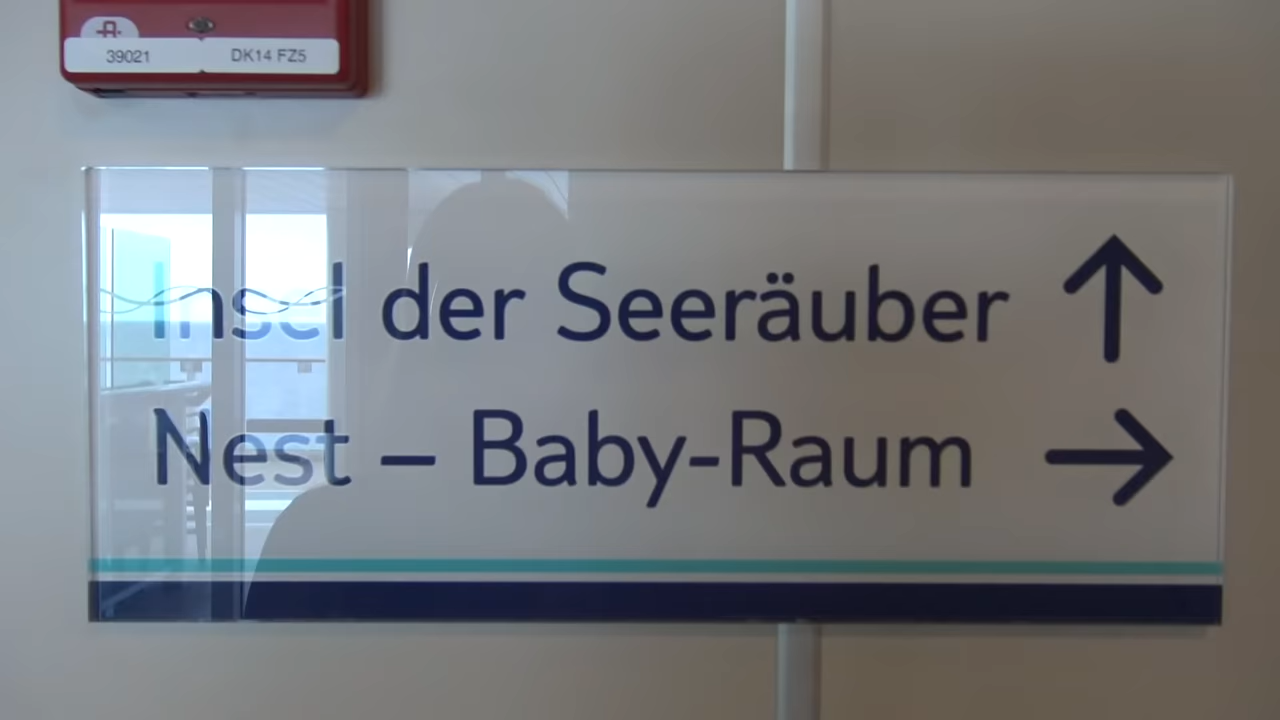 39021 DK14 FZ5
Insel der Seeräuber ↑
Nest – Baby-Raum →